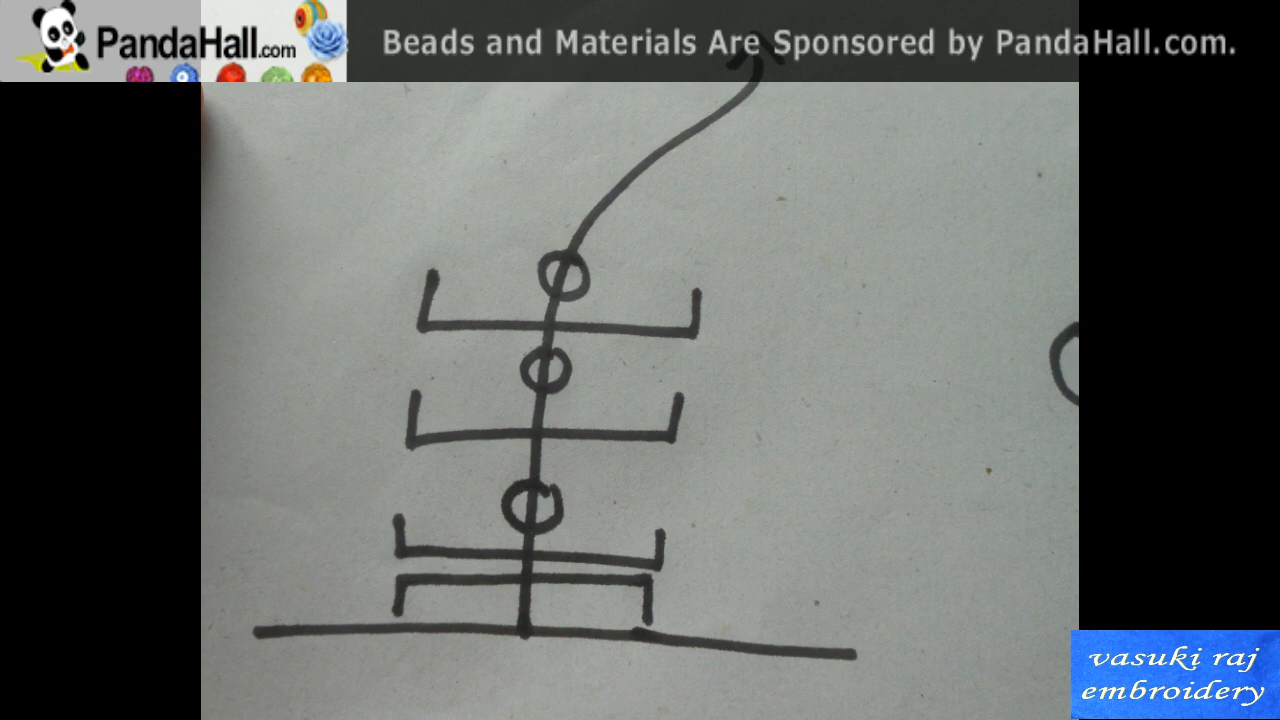 PandaHall.com
Beads and Materials Are Sponsored by PandaHall.com.
vasuki raj
embroidery